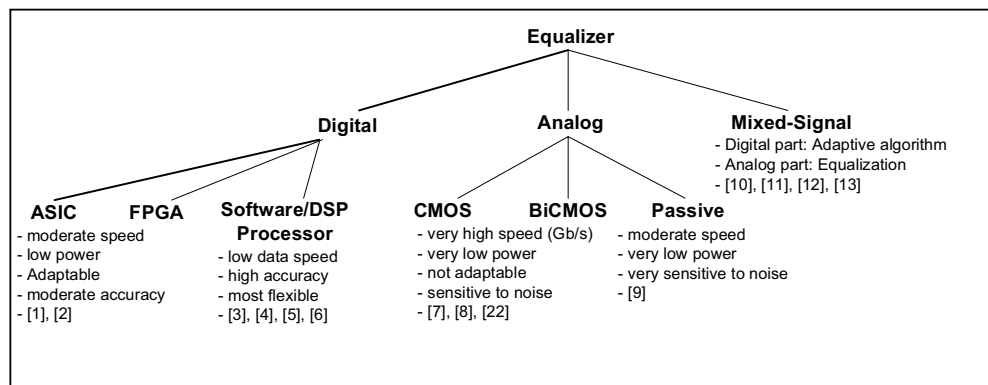 Equalizer
Digital
Analog
Mixed-Signal
- Digital part: Adaptive algorithm
- Analog part: Equalization
- [10], [11], [12], [13]
ASIC
- moderate speed
- low power
- Adaptable
- moderate accuracy
- [1], [2]
FPGA
Software/DSP
Processor
- low data speed
- high accuracy
- most flexible
- [3], [4], [5], [6]
CMOS
BiCMOS
- very high speed (Gb/s)
- very low power
- not adaptable
- sensitive to noise
- [7], [8], [22]
Passive
- moderate speed
- very low power
- very sensitive to noise
- [9]